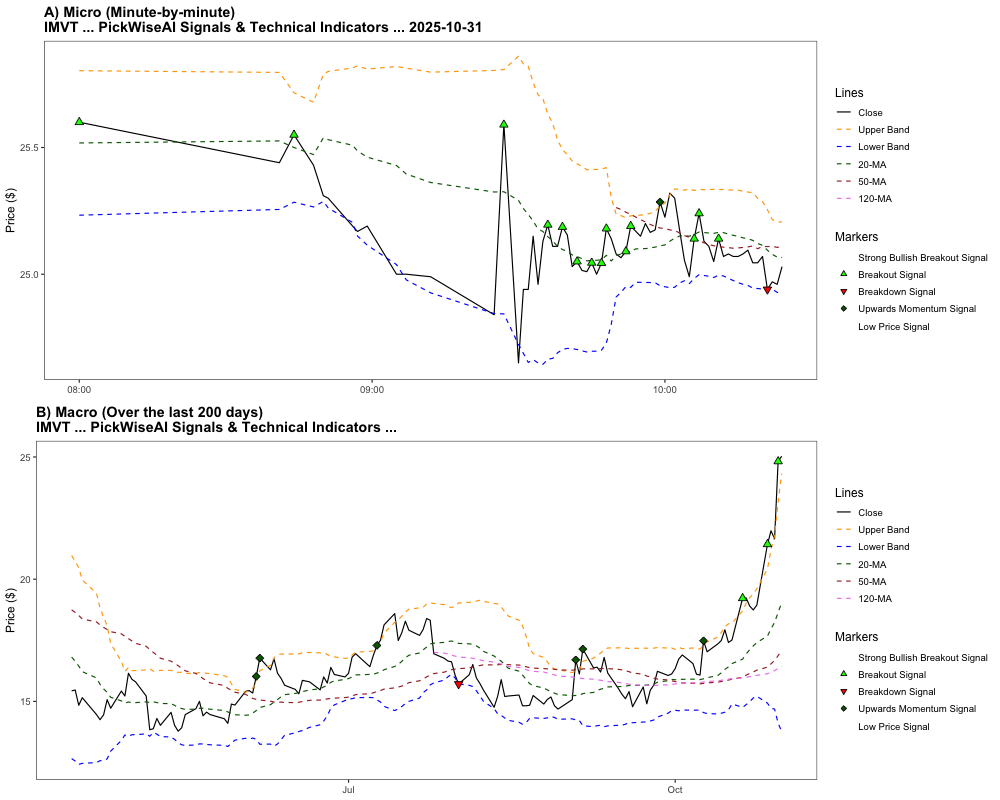 A) Micro (Minute-by-minute)
IMVT ... PickWiseAI Signals & Technical Indicators ... 2025-10-31
Price ($)
25.5
25.0
08:00
09:00
10:00
Lines
Close
Upper Band
Lower Band
20-MA
50-MA
120-MA
Markers
Strong Bullish Breakout Signal
Breakout Signal
Breakdown Signal
Upwards Momentum Signal
Low Price Signal
B) Macro (Over the last 200 days)
IMVT ... PickWiseAI Signals & Technical Indicators ...
Price ($)
25
20
15
Jul
Oct
Lines
Close
Upper Band
Lower Band
20-MA
50-MA
120-MA
Markers
Strong Bullish Breakout Signal
Breakout Signal
Breakdown Signal
Upwards Momentum Signal
Low Price Signal